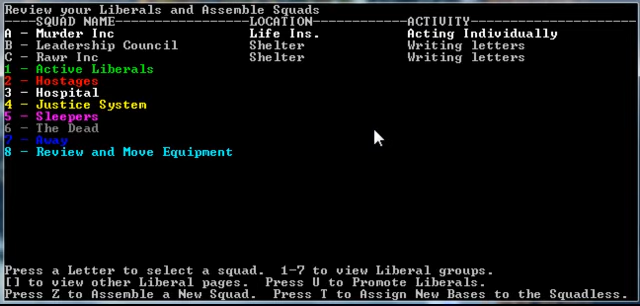 Review your Liberals and Assemble Squads
-----SQUAD NAME-----------------LOCATION------------ACTIVITY---------------------
A - Murder Inc Life Ins. Acting Individually
B - Leadership Council Shelter Writing letters
C - Rawr Inc Shelter Writing letters
1 - Active Liberals
2 - Hostages
3 - Hospital
4 - Justice System
5 - Sleepers
6 - The Dead
7 - Away
8 - Review and Move Equipment
Press a Letter to select a squad. 1-7 to view Liberal groups.
[] to view other Liberal pages. Press U to Promote Liberals.
Press Z to Assemble a New Squad. Press T to Assign New Bases to the Squadless.